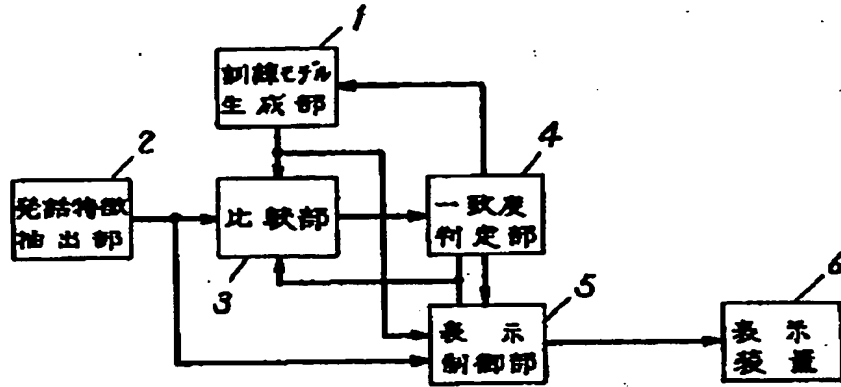 1
訓練モデル
生成部
2
発話特徴
抽出部
比較部
3
4
一致度
判定部
5
表示
制御部
6
表示
装置